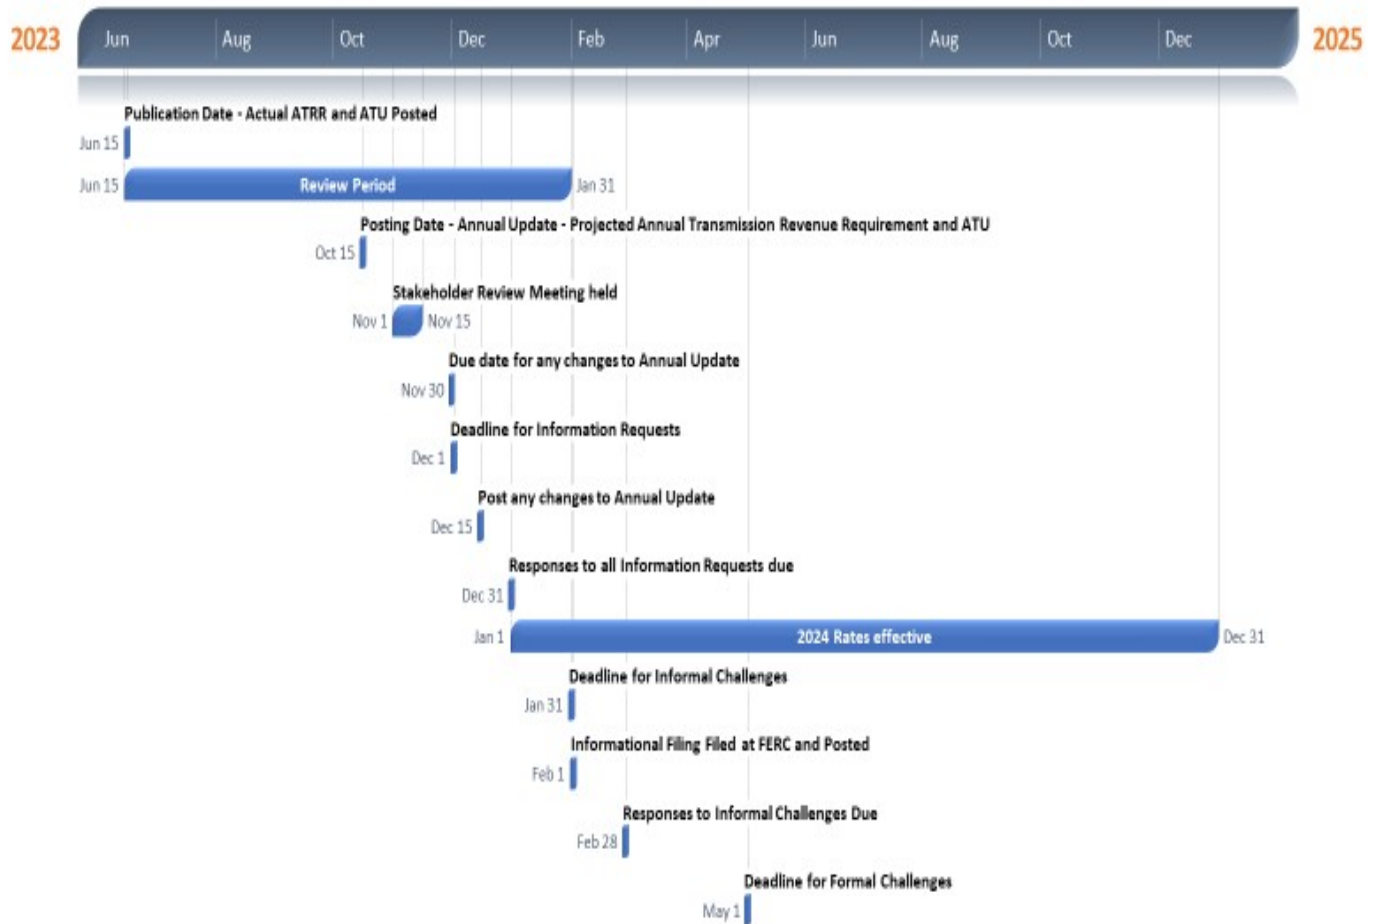 2023 Jun Aug Oct Dec Feb Apr Jun Aug Oct Dec 2025
Publication Date - Actual ATRR and ATU Posted
Jun 15
Jun 15 Review Period Jan 31
Posting Date - Annual Update - Projected Annual Transmission Revenue Requirement and ATU
Oct 15
Stakeholder Review Meeting held
Nov 1 Nov 15
Due date for any changes to Annual Update
Nov 30
Deadline for Information Requests
Dec 1
Post any changes to Annual Update
Dec 15
Responses to all Information Requests due
Dec 31
Jan 1 2024 Rates effective Dec 31
Deadline for Informal Challenges
Jan 31
Informational Filing Filed at FERC and Posted
Feb 1
Responses to Informal Challenges Due
Feb 28
Deadline for Formal Challenges
May 1